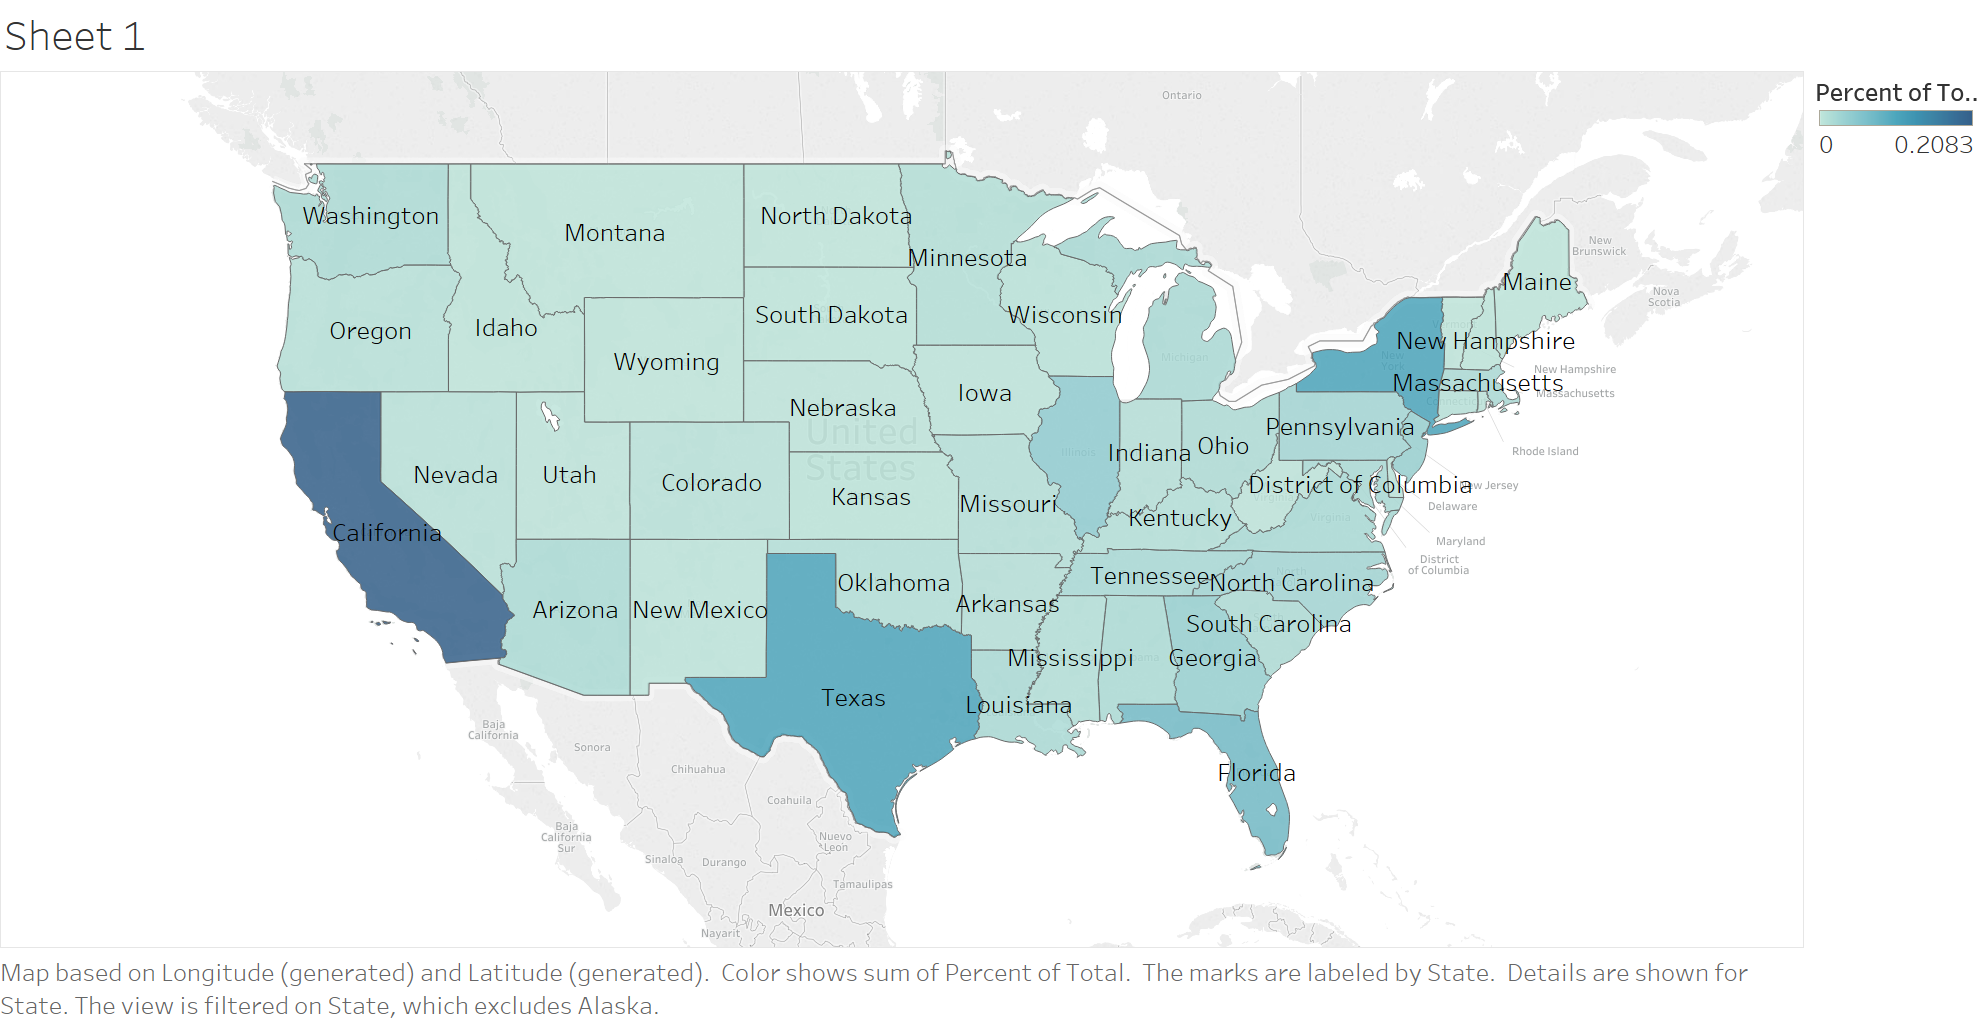 Sheet 1
Percent of To..
0
0.2083
Ontario
New
Brunswick
Nova
Scotia
Washington
Montana
North Dakota
Minnesota
Maine
Oregon
Idaho
South Dakota
Wisconsin
Wyoming
Michigan
New
York
New Hampshire
New Hampshire
Massachusetts
Massachusetts
Iowa
Nebraska
United
States
Pennsylvania
Illinois
Indiana
Ohio
Rhode Island
Nevada
Utah
Colorado
Kansas
Missouri
District of Columbia
New Jersey
Delaware
Kentucky
Virginia
California
Maryland
District
of Columbia
Oklahoma
Tennessee
North Carolina
Arizona
New Mexico
Arkansas
South Carolina
Mississippi
Georgia
Texas
Louisiana
Florida
Baja
California
Sonora
Chihuahua
Coahuila
Baja
California
Sur
Nuevo
Leon
Sinaloa
Durango
Tamaulipas
Mexico
Nayarit
Map based on Longitude (generated) and Latitude (generated).  Color shows sum of Percent of Total.  The marks are labeled by State.  Details are shown for
State. The view is filtered on State, which excludes Alaska.